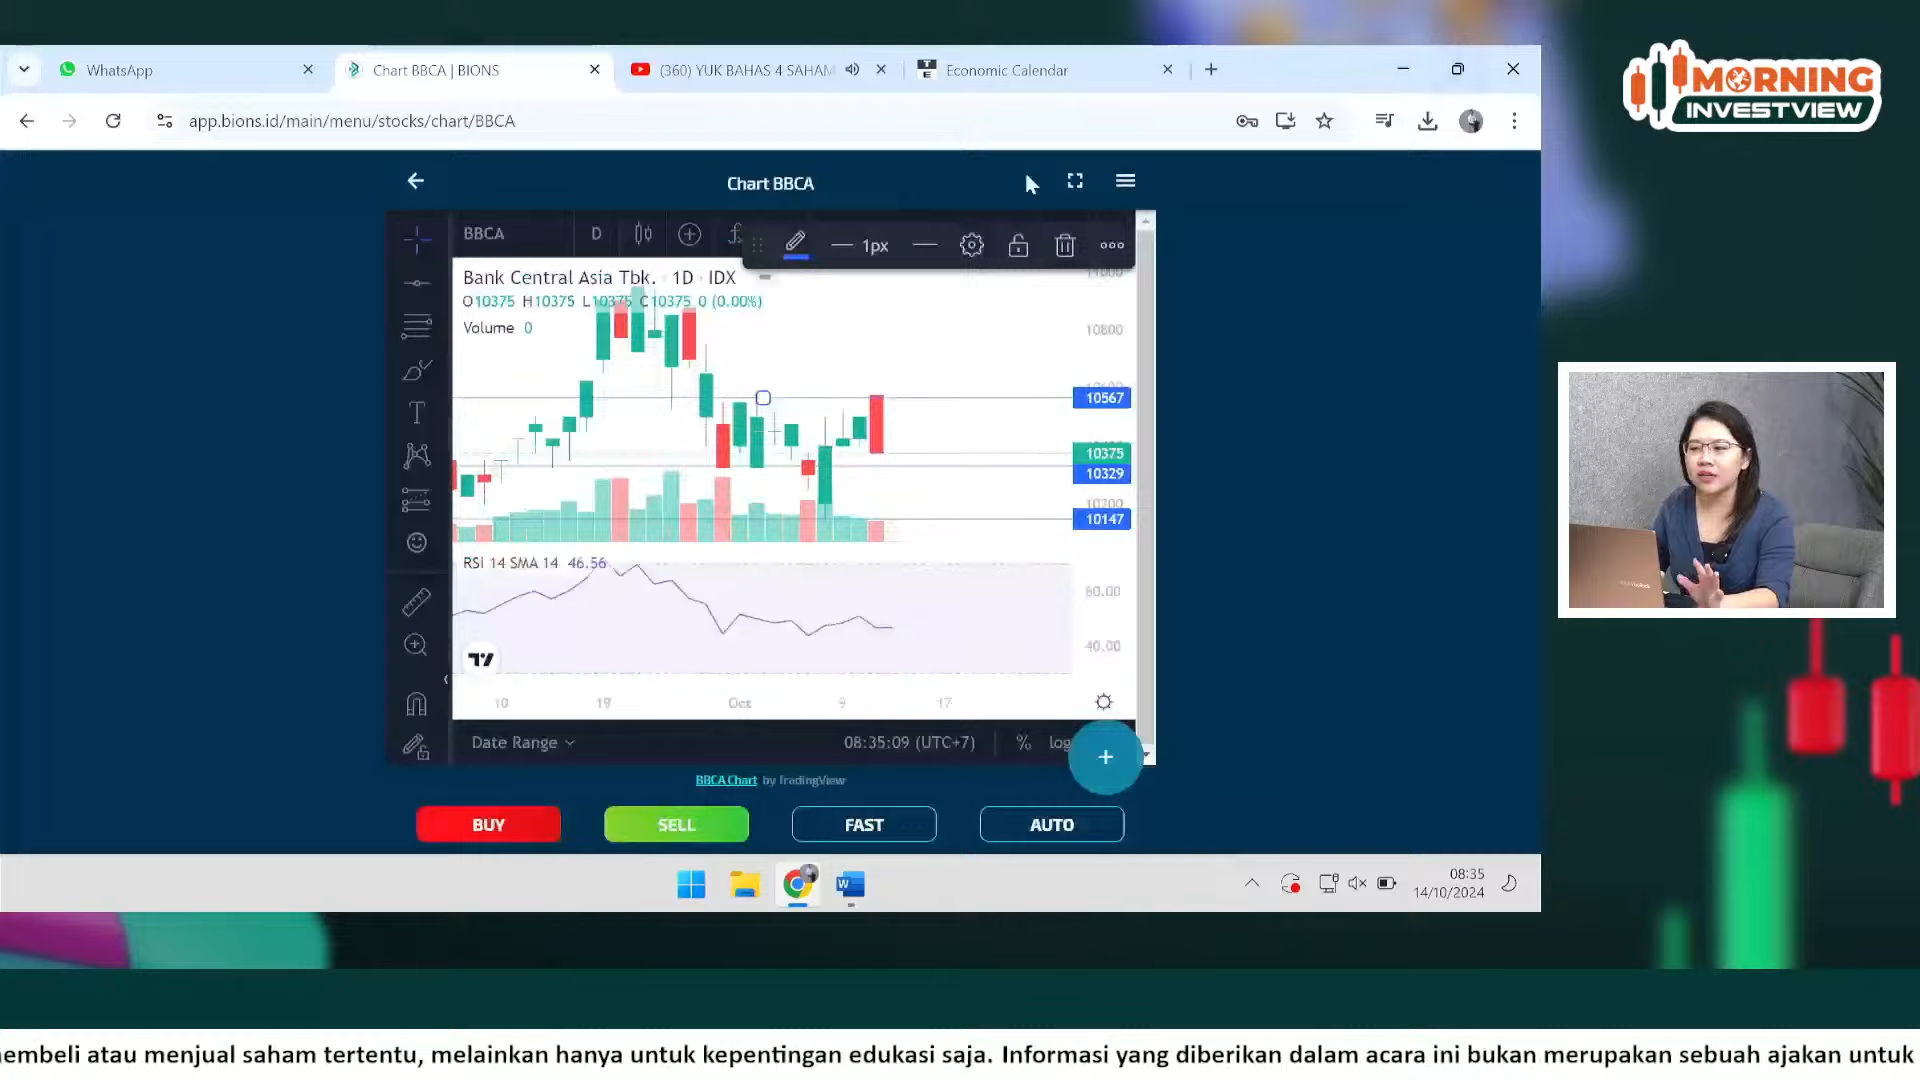 WhatsApp
Chart BBCA | BIONS
(360) YUK BAHAS 4 SAHAM
Economic Calendar
app.bions.id/main/menu/stocks/chart/BBCA
MORNING
INVESTVIEW
Chart BBCA
BBCA
D
1px
Bank Central Asia Tbk. · 1D · IDX
O10375 H10375 L10375 C10375 0 (0.00%)
Volume 0
11000
10800
10567
10375
10329
10147
RSI 14 SMA 14 46.56
60.00
40.00
10
19
Oct
9
17
Date Range
08:35:09 (UTC+7)
%
log
BBCA Chart by TradingView
BUY
SELL
FAST
AUTO
08:35
14/10/2024
embeli atau menjual saham tertentu, melainkan hanya untuk kepentingan edukasi saja. Informasi yang diberikan dalam acara ini bukan merupakan sebuah ajakan untuk